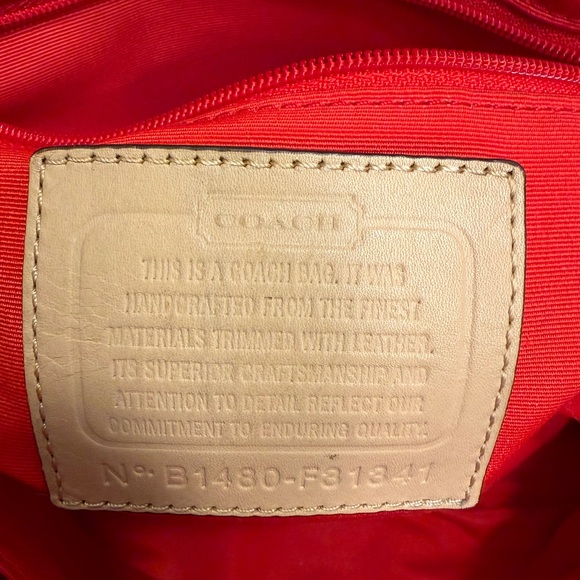 COACH
THIS IS A COACH BAG. IT WAS
HANDCRAFTED FROM THE FINEST
MATERIALS TRIMMED WITH LEATHER.
ITS SUPERIOR CRAFTSMANSHIP AND
ATTENTION TO DETAIL REFLECT OUR
COMMITMENT TO ENDURING QUALITY.
Nº· B1430-F31341